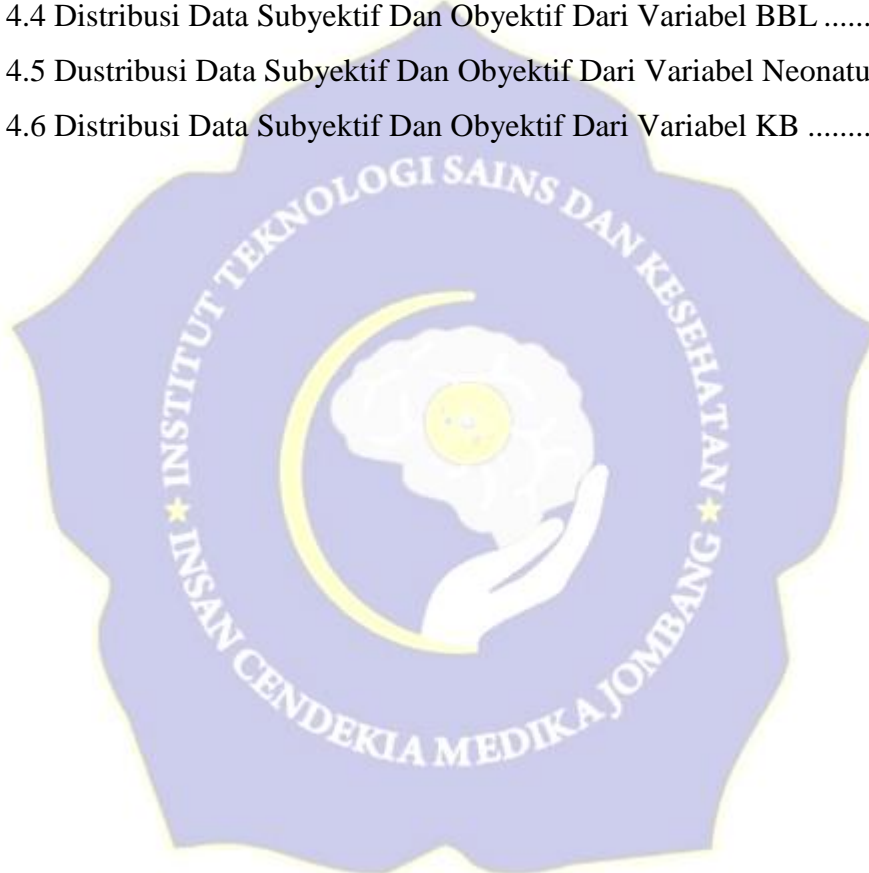 4.4 Distribusi Data Subyektif Dan Obyektif Dari Variabel BBL ......
4.5 Dustribusi Data Subyektif Dan Obyektif Dari Variabel Neonatu
4.6 Distribusi Data Subyektif Dan Obyektif Dari Variabel KB ........
INSTITUT TEKNOLOGI SAINS DAN KESEHATAN
INSAN CENDEKIA MEDIKA JOMBANG